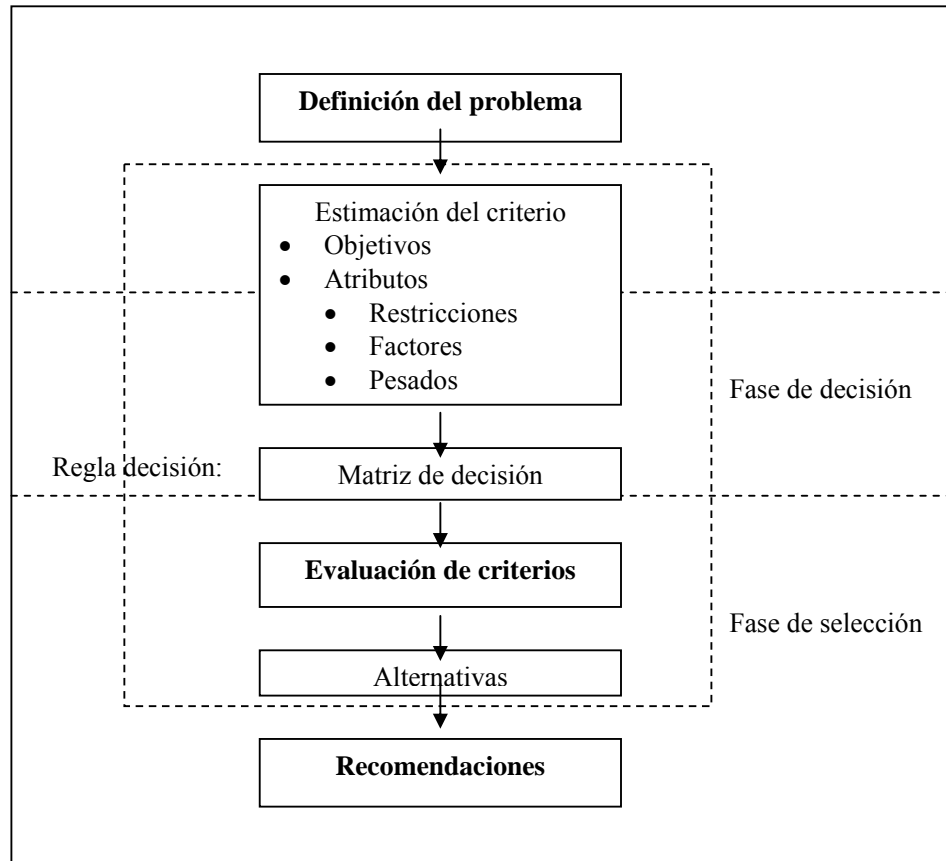 Definición del problema
Estimación del criterio
• Objetivos
• Atributos
• Restricciones
• Factores
• Pesados
Fase de decisión
Regla decisión:
Matriz de decisión
Evaluación de criterios
Fase de selección
Alternativas
Recomendaciones